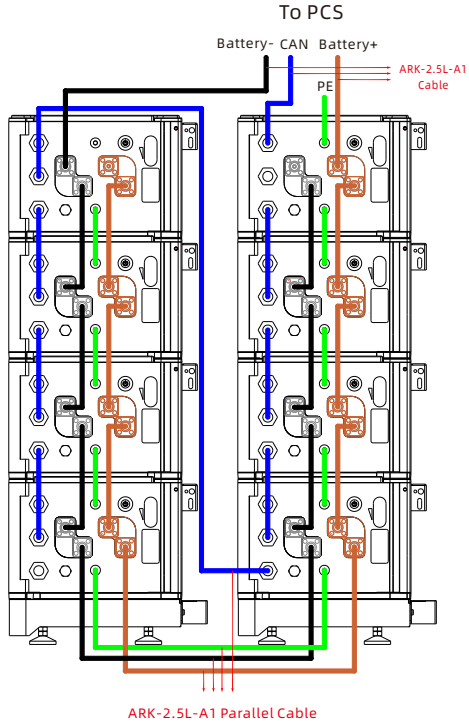 To PCS
Battery- CAN Battery+
ARK-2.5L-A1
Cable
PE
ARK-2.5L-A1 Parallel Cable